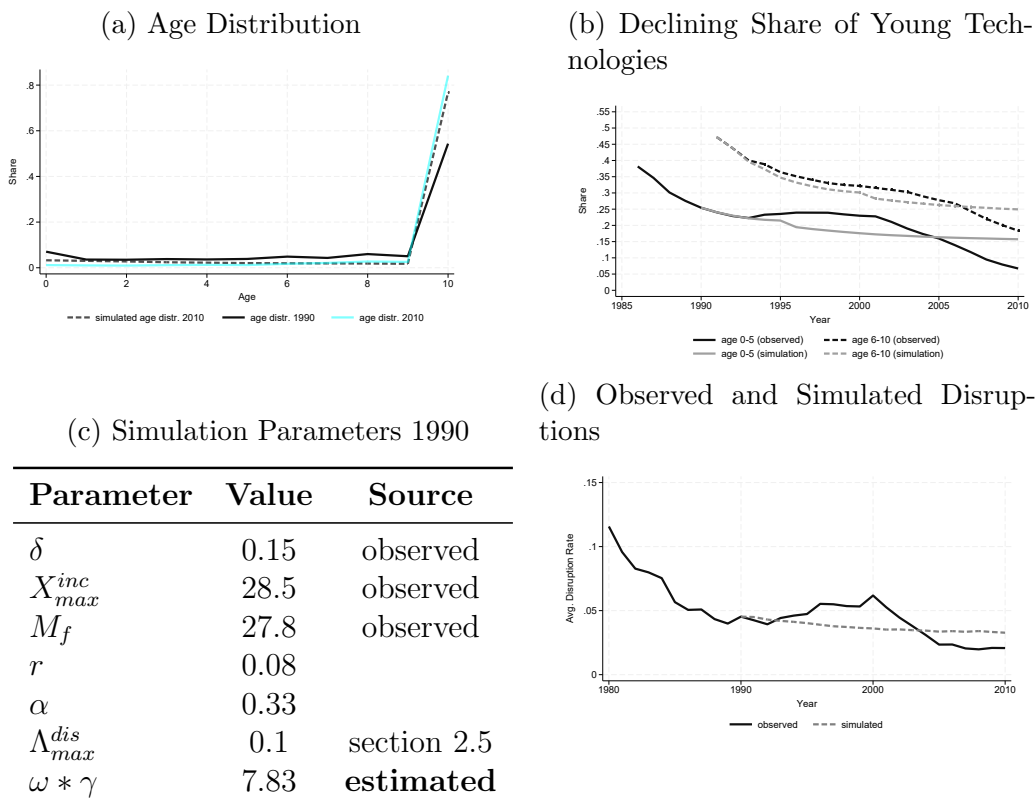 (a) Age Distribution
.8
.6
.4
.2
0
Share
0 2 4 6 8 10
Age
simulated age distr. 2010 age distr. 1990 age distr. 2010
(b) Declining Share of Young Tech-
nologies
.55
.5
.45
.4
.35
.3
.25
.2
.15
.1
.05
0
Share
1985 1990 1995 2000 2005 2010
Year
age 0-5 (observed) age 6-10 (observed)
age 0-5 (simulation) age 6-10 (simulation)
(c) Simulation Parameters 1990
Parameter Value Source
δ 0.15 observed
X_{max}^{inc} 28.5 observed
M_f 27.8 observed
r 0.08
α 0.33
Λ_{max}^{dis} 0.1 section 2.5
ω ∗ γ 7.83 estimated
(d) Observed and Simulated Disrup-
tions
.15
.1
.05
0
Avg. Disruption Rate
1980 1990 2000 2010
Year
observed simulated